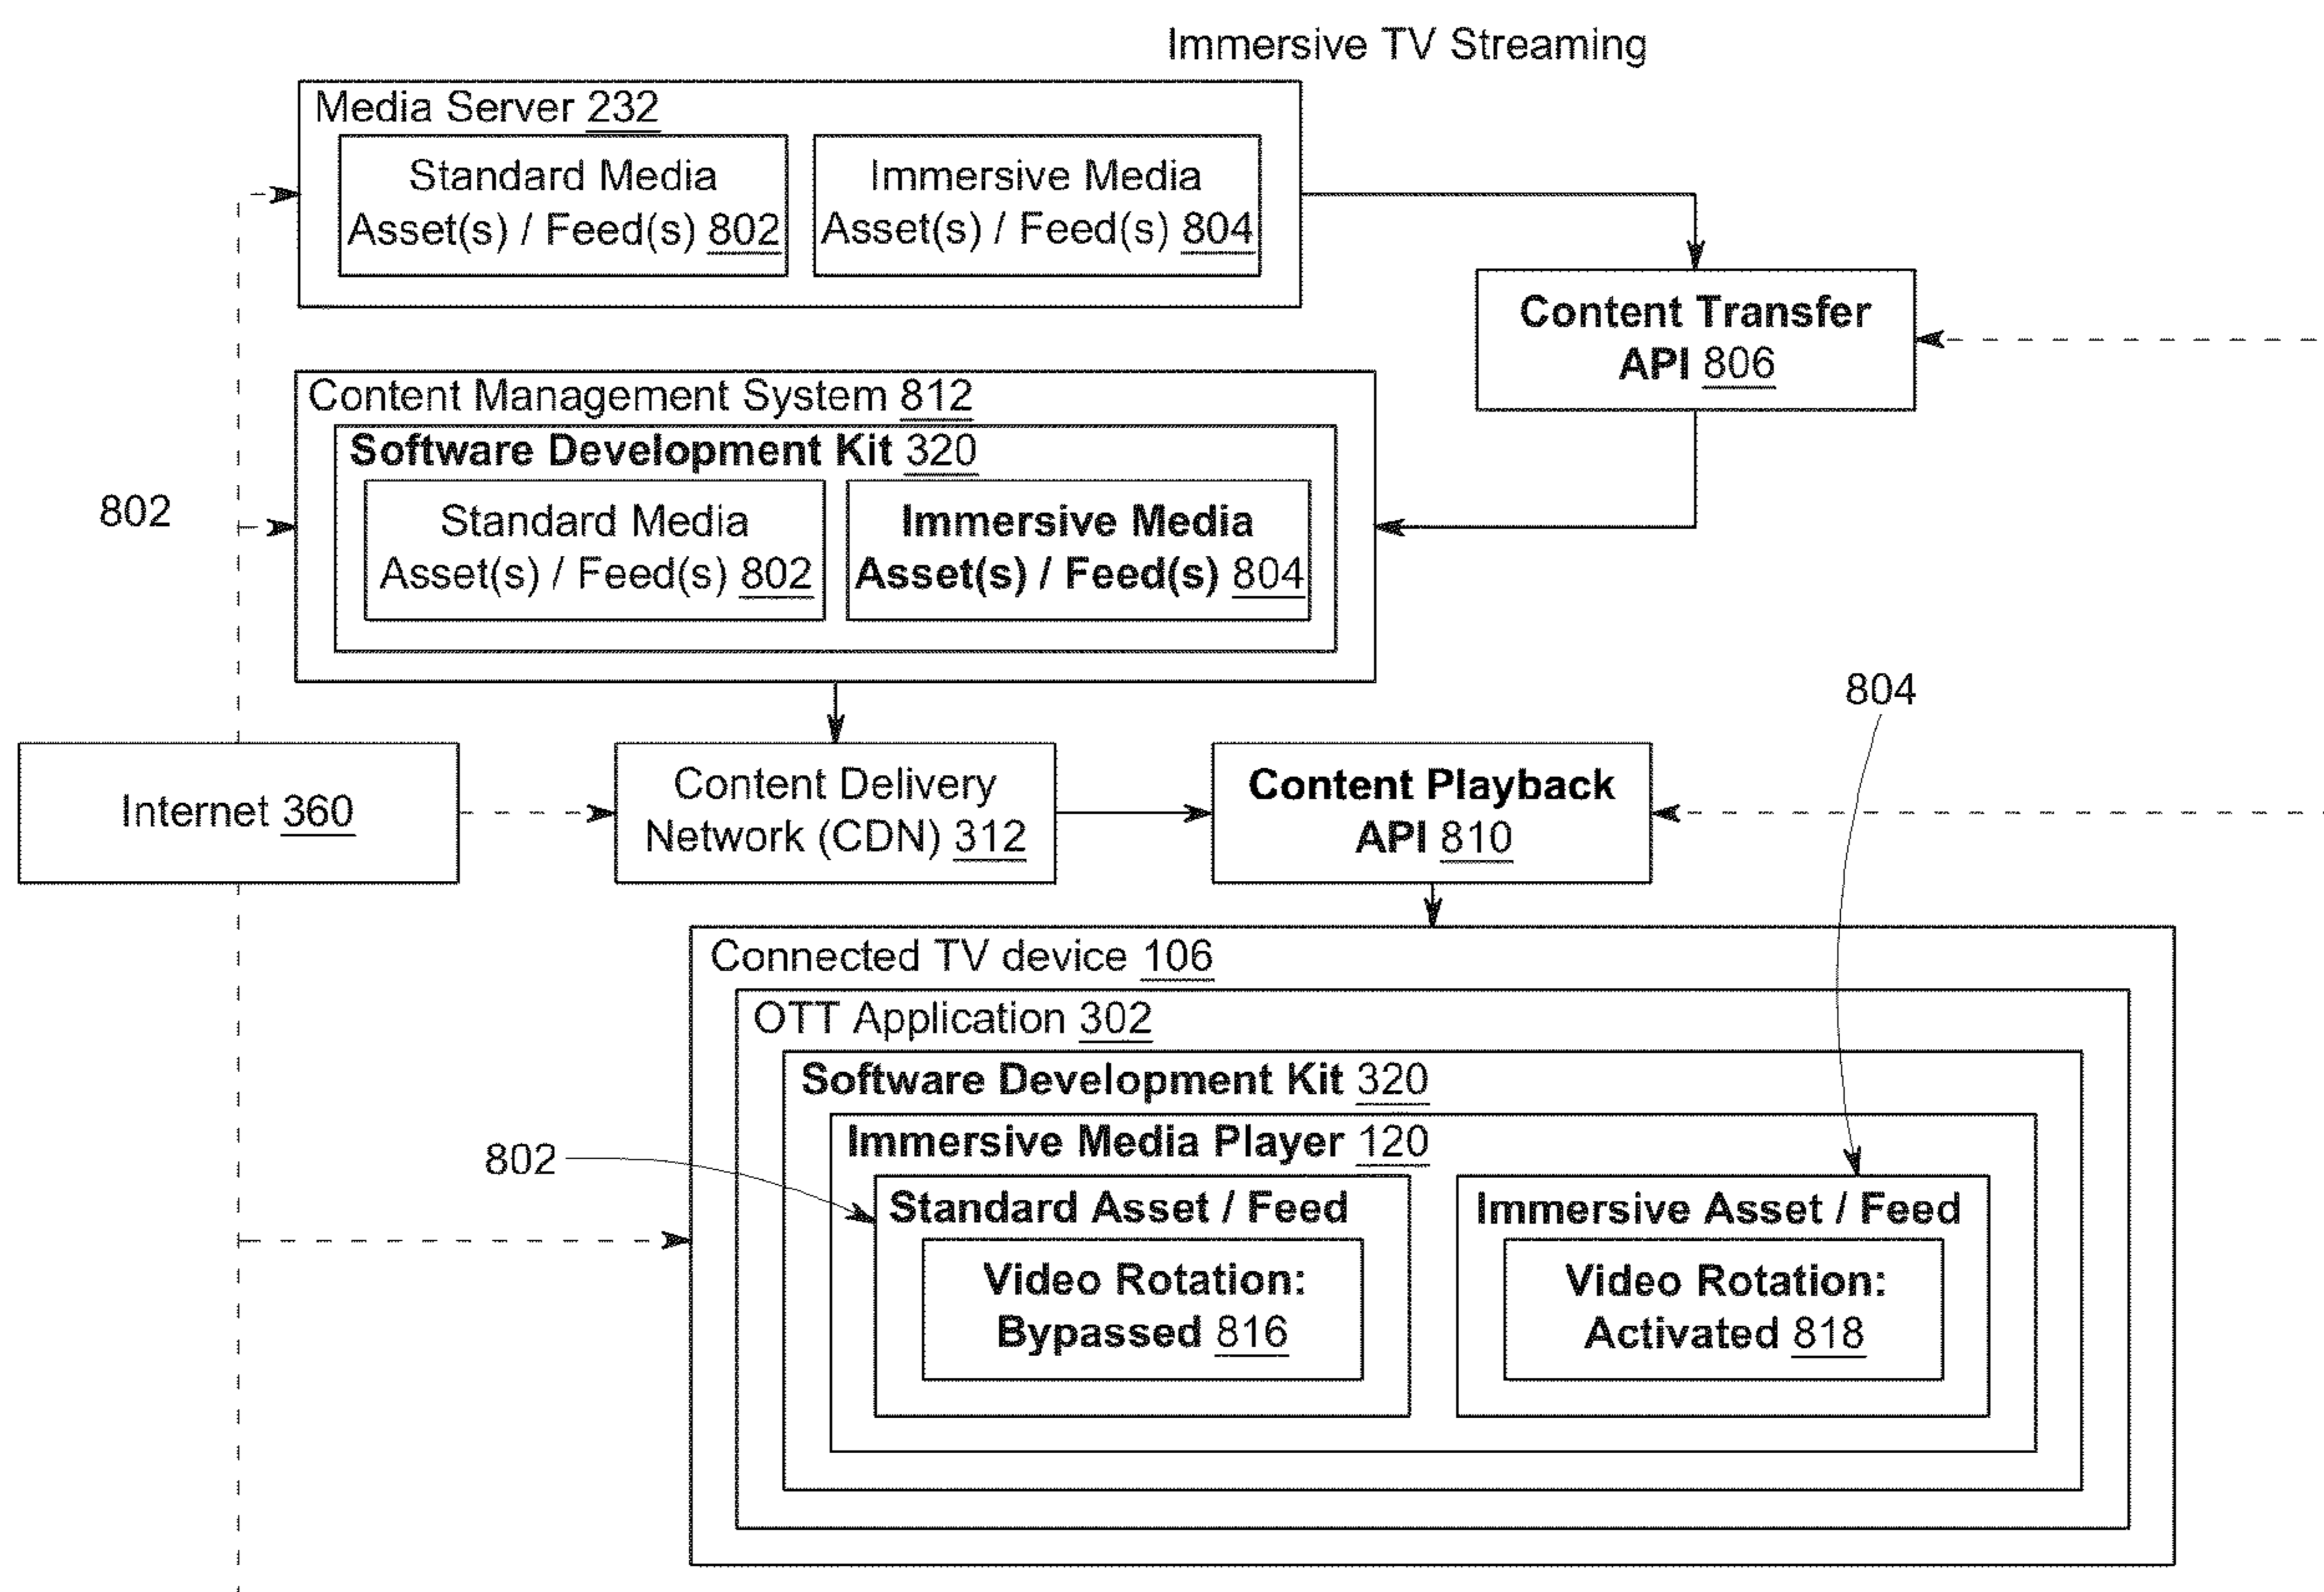 Immersive TV Streaming
Media Server 232
Standard Media
Asset(s) / Feed(s) 802
Immersive Media
Asset(s) / Feed(s) 804
Content Transfer
API 806
Content Management System 812
Software Development Kit 320
802
Standard Media
Asset(s) / Feed(s) 802
Immersive Media
Asset(s) / Feed(s) 804
804
Internet 360
Content Delivery
Network (CDN) 312
Content Playback
API 810
Connected TV device 106
OTT Application 302
Software Development Kit 320
Immersive Media Player 120
802
Standard Asset / Feed
Video Rotation:
Bypassed 816
Immersive Asset / Feed
Video Rotation:
Activated 818